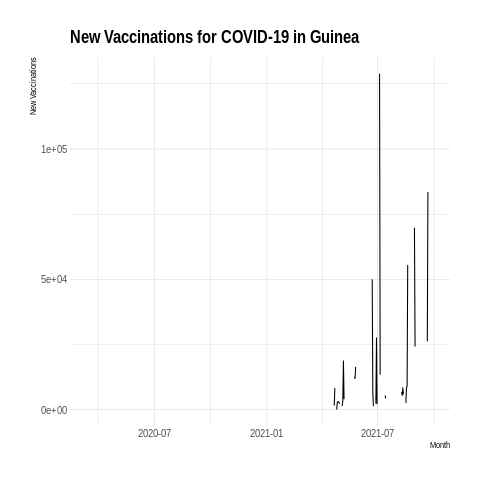 New Vaccinations for COVID-19 in Guinea
New Vaccinations
1e+05
5e+04
0e+00
2020-07
2021-01
2021-07
Month